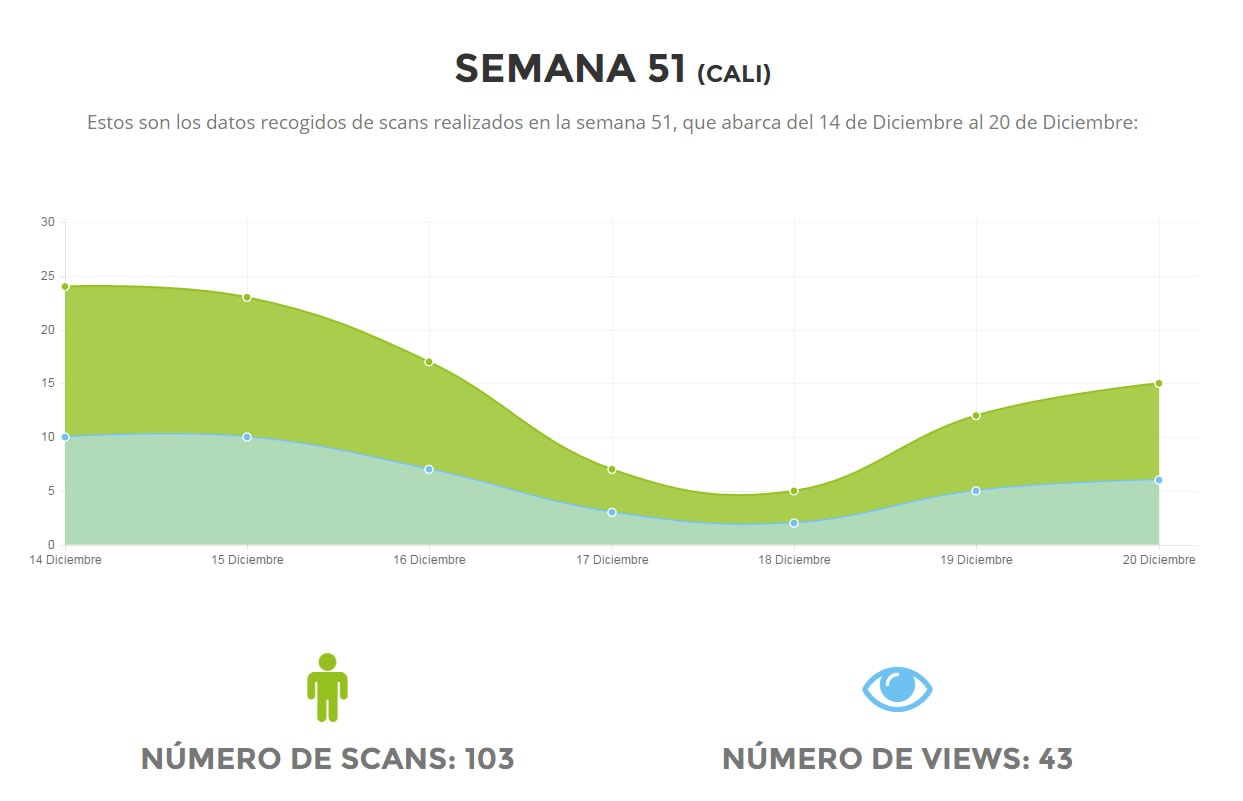 SEMANA 51 (CALI)
Estos son los datos recogidos de scans realizados en la semana 51, que abarca del 14 de Diciembre al 20 de Diciembre:
30
25
20
15
10
5
0
14 Diciembre 15 Diciembre 16 Diciembre 17 Diciembre 18 Diciembre 19 Diciembre 20 Diciembre
NÚMERO DE SCANS: 103 NÚMERO DE VIEWS: 43